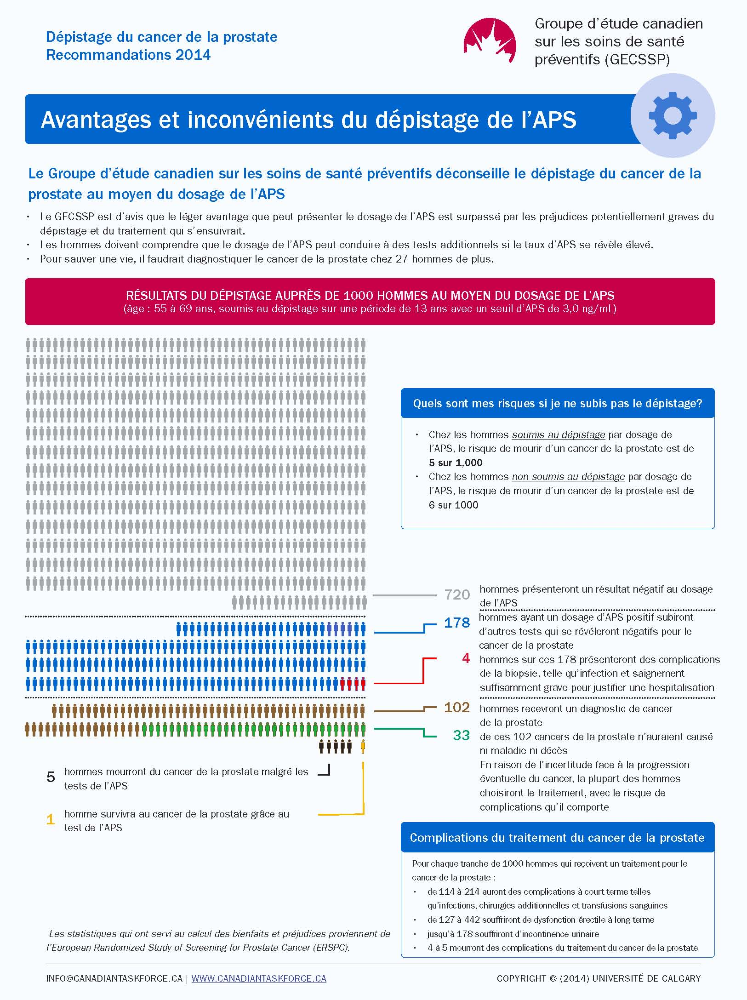 Dépistage du cancer de la prostate
Recommandations 2014
Groupe d'étude canadien
sur les soins de santé
préventifs (GECSSP)
Avantages et inconvénients du dépistage de l'APS
Le Groupe d'étude canadien sur les soins de santé préventifs déconseille le dépistage du cancer de la
prostate au moyen du dosage de l'APS
• Le GECSSP est d'avis que le léger avantage que peut présenter le dosage de l'APS est surpassé par les préjudices potentiellement graves du
dépistage et du traitement qui s'ensuivrait.
• Les hommes doivent comprendre que le dosage de l'APS peut conduire à des tests additionnels si le taux d'APS se révèle élevé.
• Pour sauver une vie, il faudrait diagnostiquer le cancer de la prostate chez 27 hommes de plus.
RÉSULTATS DU DÉPISTAGE AUPRÈS DE 1000 HOMMES AU MOYEN DU DOSAGE DE L'APS
(âge : 55 à 69 ans, soumis au dépistage sur une période de 13 ans avec un seuil d'APS de 3,0 ng/mL)
Quels sont mes risques si je ne subis pas le dépistage?
• Chez les hommes soumis au dépistage par dosage de
l'APS, le risque de mourir d'un cancer de la prostate est de
5 sur 1,000
• Chez les hommes non soumis au dépistage par dosage de
l'APS, le risque de mourir d'un cancer de la prostate est de
6 sur 1000
720 hommes présenteront un résultat négatif au dosage
de l'APS
178 hommes ayant un dosage d'APS positif subiront
d'autres tests qui se révéleront négatifs pour le
cancer de la prostate
4 hommes sur ces 178 présenteront des complications
de la biopsie, telle qu'infection et saignement
suffisamment grave pour justifier une hospitalisation
102 hommes recevront un diagnostic de cancer
de la prostate
33 de ces 102 cancers de la prostate n'auraient causé
ni maladie ni décès
En raison de l'incertitude face à la progression
éventuelle du cancer, la plupart des hommes
choisiront le traitement, avec le risque de
complications qu'il comporte
5 hommes mourront du cancer de la prostate malgré les
tests de l'APS
1 homme survivra au cancer de la prostate grâce au
test de l'APS
Complications du traitement du cancer de la prostate
Pour chaque tranche de 1000 hommes qui reçoivent un traitement pour le
cancer de la prostate :
• de 114 à 214 auront des complications à court terme telles
qu'infections, chirurgies additionnelles et transfusions sanguines
• de 127 à 442 souffriront de dysfonction érectile à long terme
• jusqu'à 178 souffriront d'incontinence urinaire
• 4 à 5 mourront des complications du traitement du cancer de la prostate
Les statistiques qui ont servi au calcul des bienfaits et préjudices proviennent de
l'European Randomized Study of Screening for Prostate Cancer (ERSPC).
INFO@CANADIANTASKFORCE.CA | WWW.CANADIANTASKFORCE.CA
COPYRIGHT © (2014) UNIVERSITÉ DE CALGARY